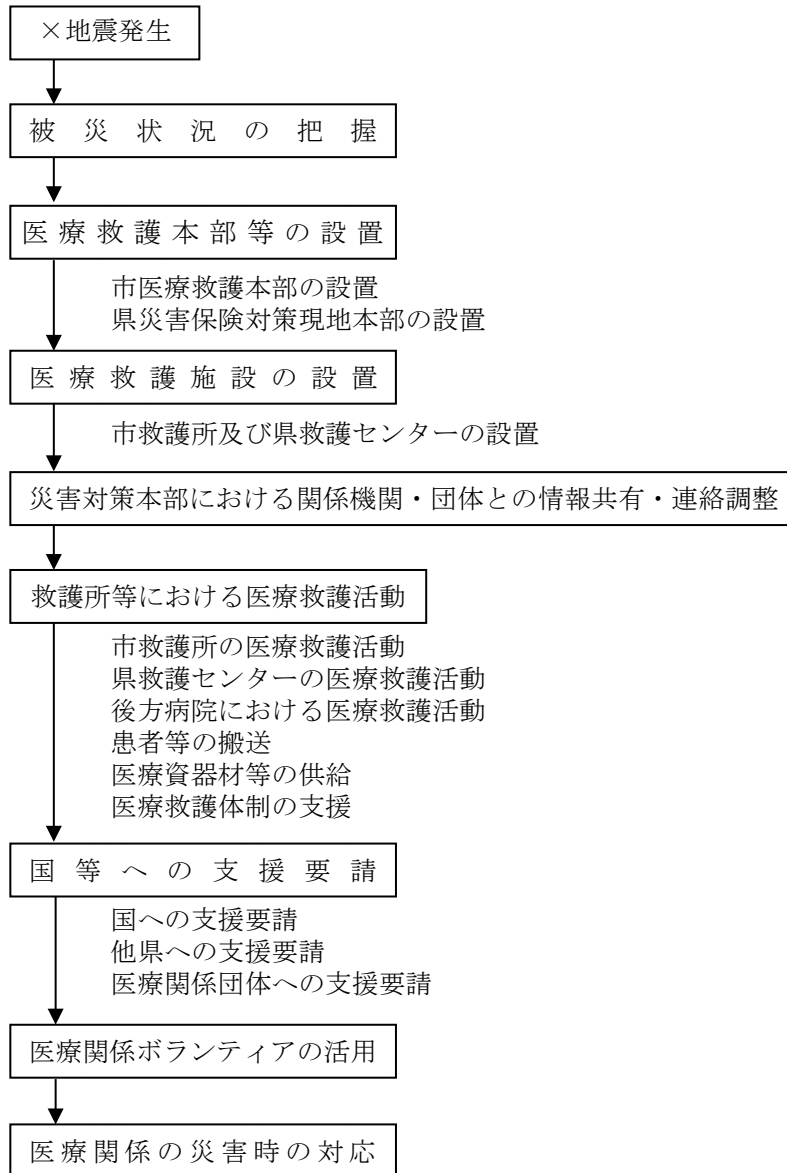 ×地震発生
被災状況の把握
医療救護本部等の設置
市医療救護本部の設置
県災害保険対策現地本部の設置
医療救護施設の設置
市救護所及び県救護センターの設置
災害対策本部における関係機関・団体との情報共有・連絡調整
救護所等における医療救護活動
市救護所の医療救護活動
県救護センターの医療救護活動
後方病院における医療救護活動
患者等の搬送
医療資器材等の供給
医療救護体制の支援
国等への支援要請
国への支援要請
他県への支援要請
医療関係団体への支援要請
医療関係ボランティアの活用
医療関係の災害時の対応